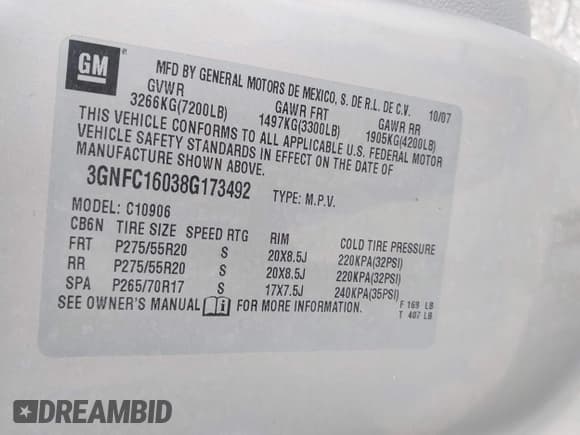 GM
MFD BY GENERAL MOTORS DE MEXICO, S. DE R.L. DE C.V. 10/07
GVWR GAWR FRT GAWR RR
3266KG(7200LB) 1497KG(3300LB) 1905KG(4200LB)
THIS VEHICLE CONFORMS TO ALL APPLICABLE U.S. FEDERAL MOTOR
VEHICLE SAFETY STANDARDS IN EFFECT ON THE DATE OF
MANUFACTURE SHOWN ABOVE.
3GNFC16038G173492 TYPE: M.P.V.
MODEL: C10906
CB6N TIRE SIZE SPEED RTG RIM COLD TIRE PRESSURE
FRT P275/55R20 S 20X8.5J 220KPA(32PSI)
RR P275/55R20 S 20X8.5J 220KPA(32PSI)
SPA P265/70R17 S 17X7.5J 240KPA(35PSI)
SEE OWNER'S MANUAL FOR MORE INFORMATION.
F 169 LB
T 407 LB
DREAMBID